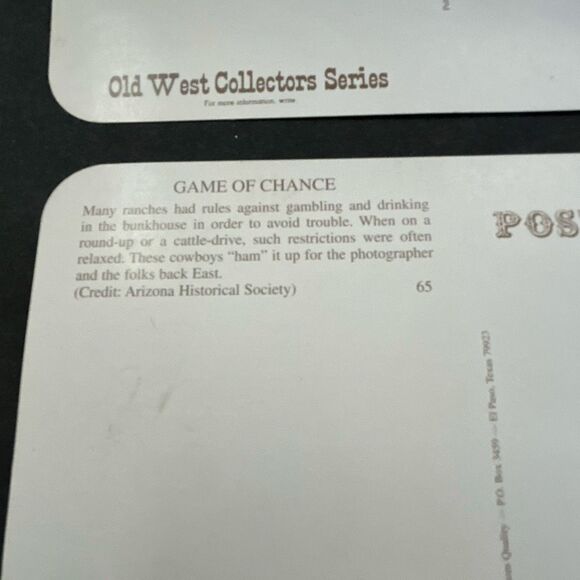 Old West Collectors Series
For more information, write
GAME OF CHANCE
Many ranches had rules against gambling and drinking
in the bunkhouse in order to avoid trouble. When on a
round-up or a cattle-drive, such restrictions were often
relaxed. These cowboys “ham” it up for the photographer
and the folks back East.
(Credit: Arizona Historical Society) 65
POS
Quality — P.O. Box 3459 — El Paso, Texas 79923